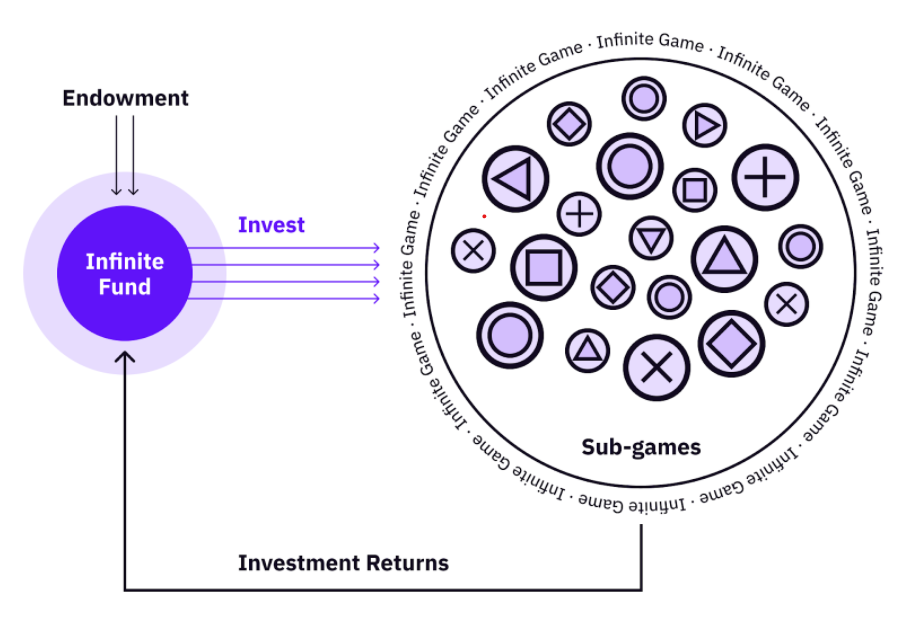 Endowment
Infinite
Fund
Invest
Infinite Game · Infinite Game · Infinite Game · Infinite Game · Infinite Game · Infinite Game · Infinite Game · Infinite Game · Infinite Game · Infinite Game · Infinite Game · Infinite Game · Infinite Game · Infinite Game ·
Sub-games
Investment Returns